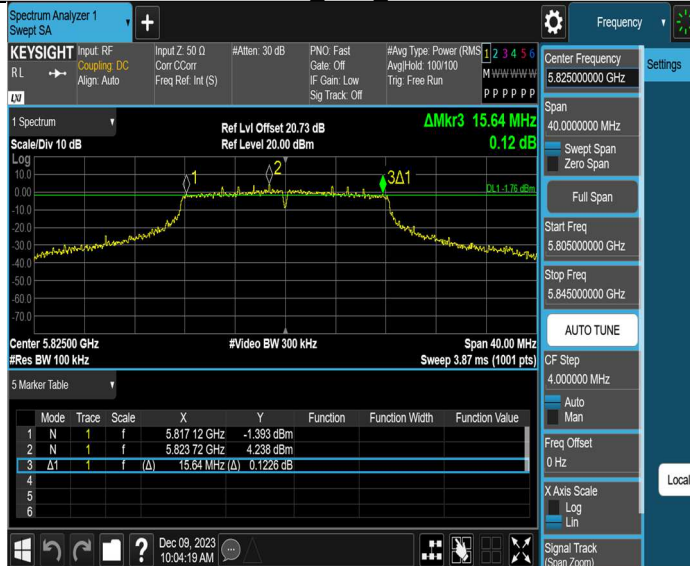 Spectrum Analyzer 1
Swept SA
Frequency
KEYSIGHT
Input: RF
Input Z: 50 Ω
#Atten: 30 dB
PNO: Fast
#Avg Type: Power (RMS
1 2 3 4 5 6
RL
Coupling: DC
Corr CCorr
Gate: Off
Avg|Hold: 100/100
M W W W W W
Align: Auto
Freq Ref: Int (S)
IF Gain: Low
Trig: Free Run
P P P P P P
LXI
Sig Track: Off
1 Spectrum
Scale/Div 10 dB
Ref Lvl Offset 20.73 dB
Ref Level 20.00 dBm
ΔMkr3 15.64 MHz
0.12 dB
Log
10.0
0.00
-10.0
-20.0
-30.0
-40.0
-50.0
-60.0
-70.0
1
2
3Δ1
DL1 -1.76 dBm
Center 5.82500 GHz
#Video BW 300 kHz
Span 40.00 MHz
#Res BW 100 kHz
Sweep 3.87 ms (1001 pts)
5 Marker Table
Mode Trace Scale X Y Function Function Width Function Value
1 N 1 f 5.817 12 GHz -1.393 dBm
2 N 1 f 5.823 72 GHz 4.238 dBm
3 Δ1 1 f (Δ) 15.64 MHz (Δ) 0.1226 dB
4
5
6
?
Dec 09, 2023
10:04:19 AM
Center Frequency
5.825000000 GHz
Settings
Span
40.0000000 MHz
Swept Span
Zero Span
Full Span
Start Freq
5.805000000 GHz
Stop Freq
5.845000000 GHz
AUTO TUNE
CF Step
4.000000 MHz
Auto
Man
Freq Offset
0 Hz
Local
X Axis Scale
Log
Lin
Signal Track
(Span Zoom)